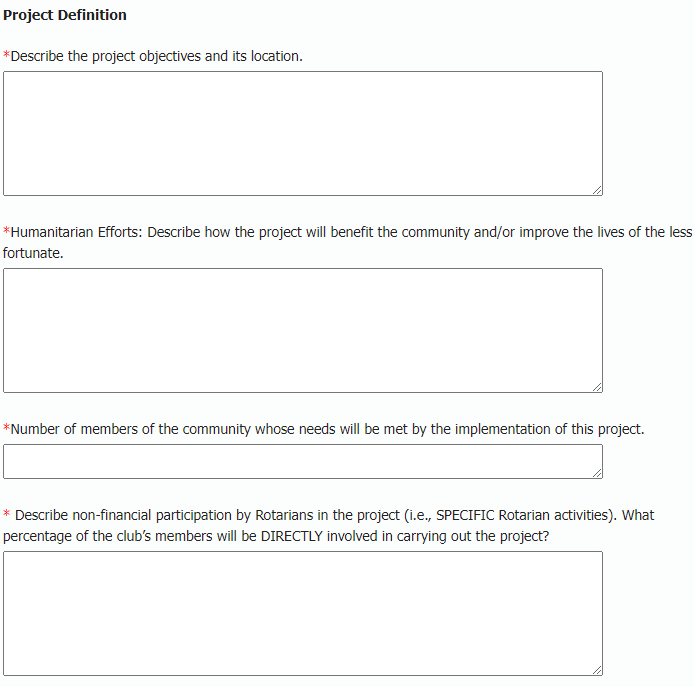 Project Definition
*Describe the project objectives and its location.
*Humanitarian Efforts: Describe how the project will benefit the community and/or improve the lives of the less
fortunate.
*Number of members of the community whose needs will be met by the implementation of this project.
* Describe non-financial participation by Rotarians in the project (i.e., SPECIFIC Rotarian activities). What
percentage of the club’s members will be DIRECTLY involved in carrying out the project?